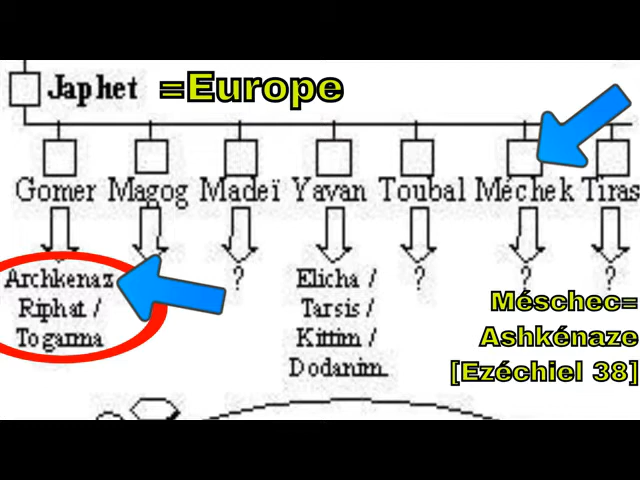 Japhet =Europe
Gomer Magog Madeï Yavan Toubal Méchek Tiras
Archkenaz ? Elicha / ? ? ?
Riphat / Tarsis /
Togarma Kittim /
Dodanim.
Méschec=
Ashkénaze
[Ezéchiel 38]